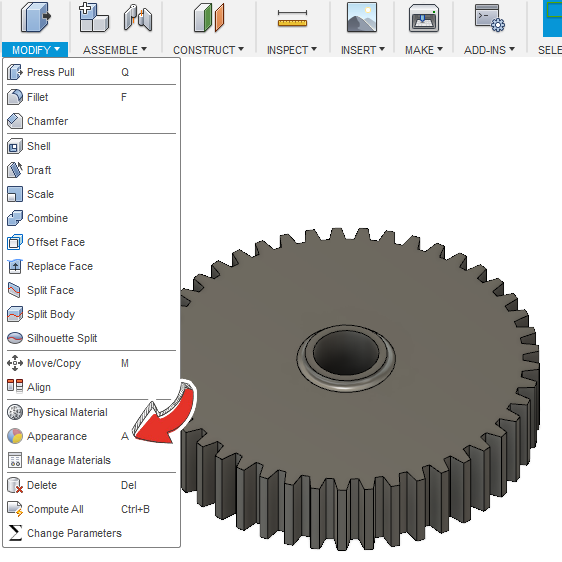 MODIFY ASSEMBLE CONSTRUCT INSPECT INSERT MAKE ADD-INS SELE
Press Pull Q
Fillet F
Chamfer
Shell
Draft
Scale
Combine
Offset Face
Replace Face
Split Face
Split Body
Silhouette Split
Move/Copy M
Align
Physical Material
Appearance A
Manage Materials
Delete Del
Compute All Ctrl+B
Change Parameters